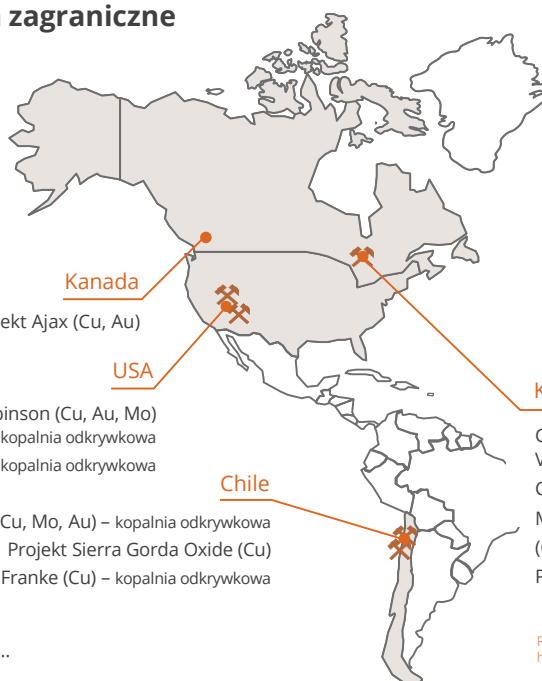 zagraniczne
Kanada
ekt Ajax (Cu, Au)
USA
binson (Cu, Au, Mo)
kopalnia odkrywkowa
kopalnia odkrywkowa
Chile
(Cu, Mo, Au) – kopalnia odkrywkowa
Projekt Sierra Gorda Oxide (Cu)
Franke (Cu) – kopalnia odkrywkowa
...
K